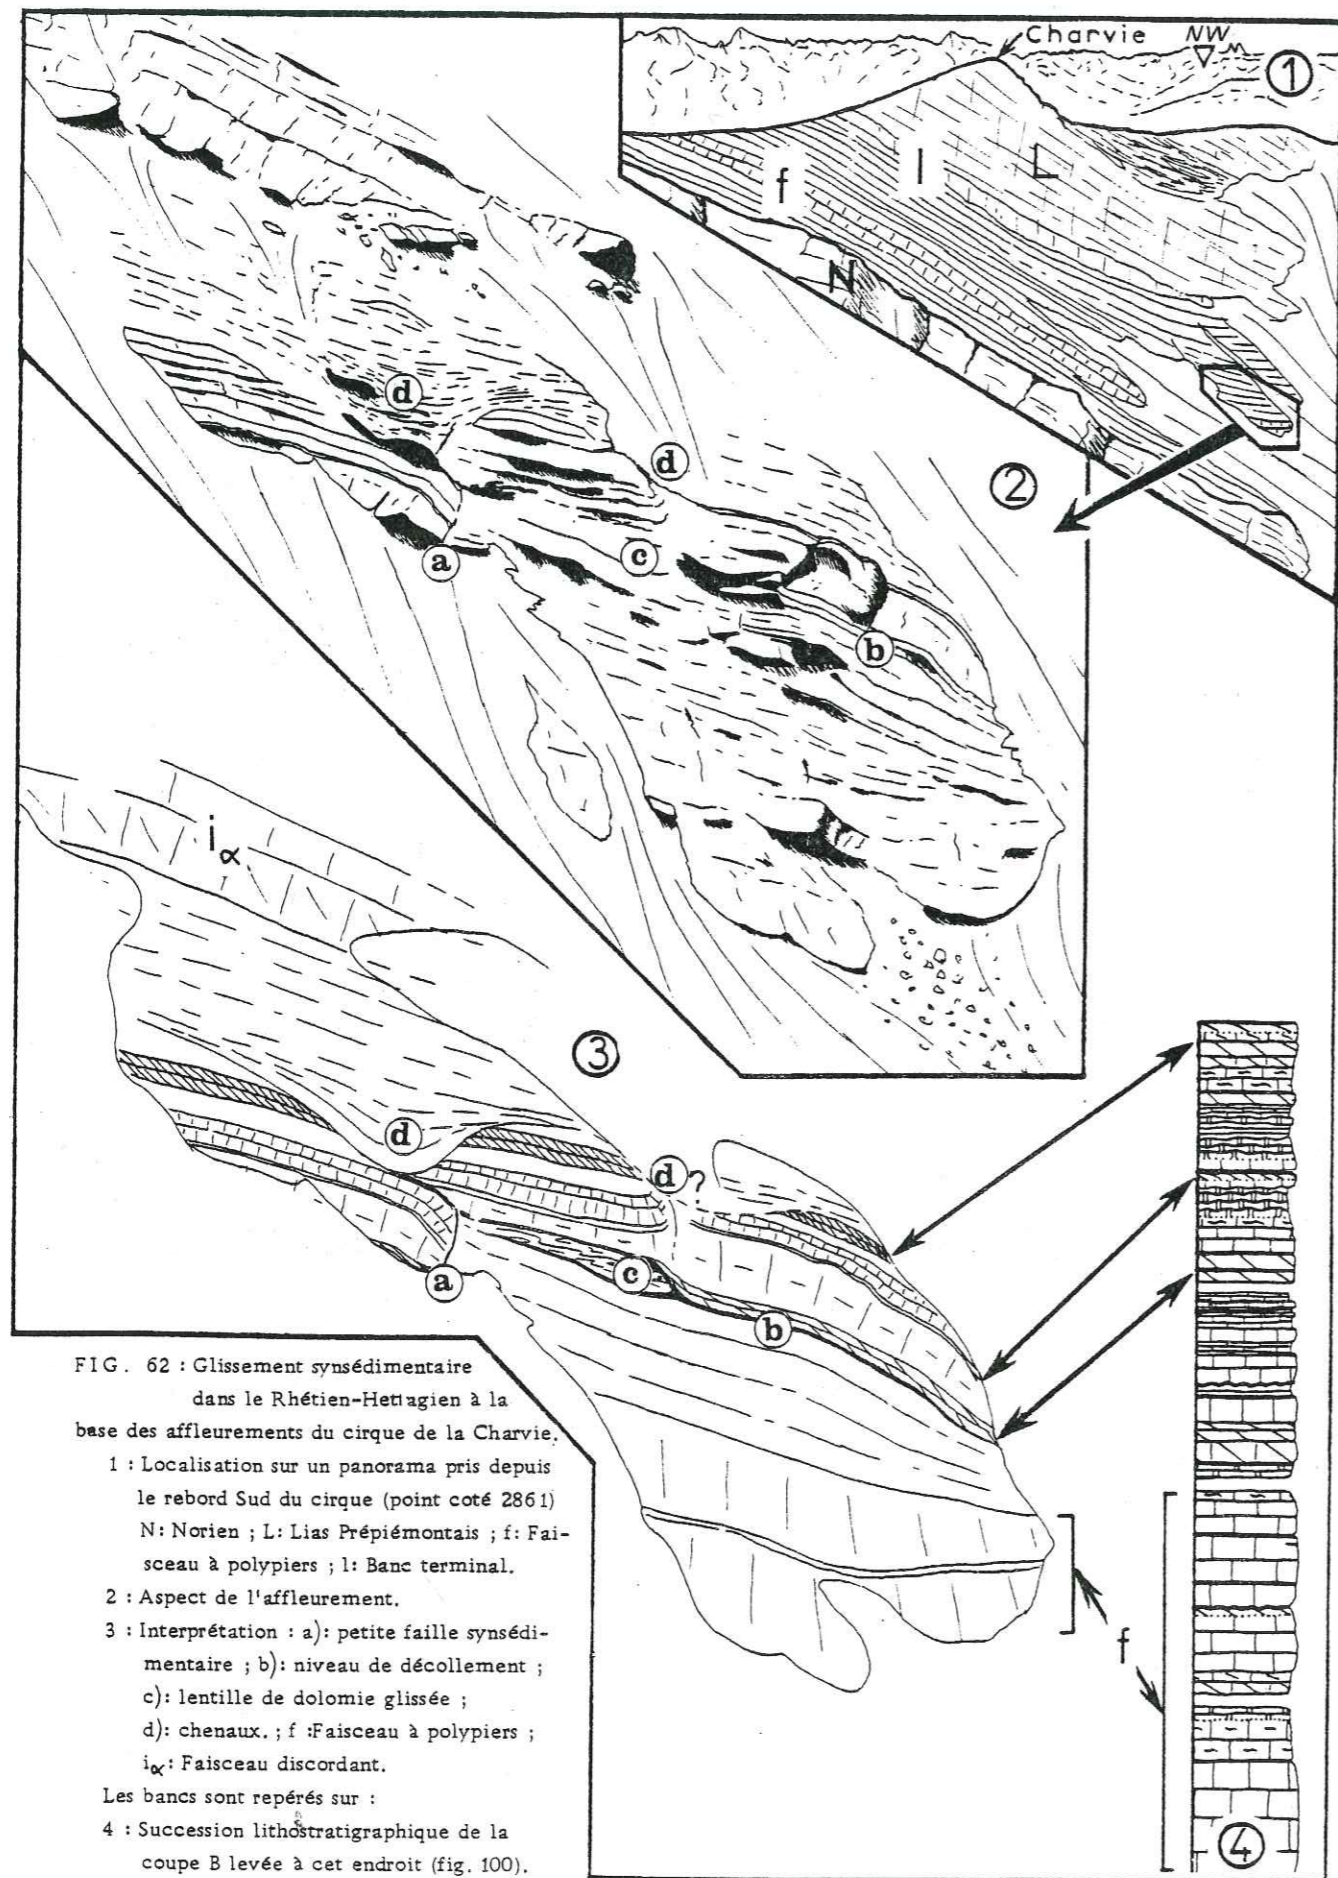 Charvie NW
1
f
l
L
N
2
d
d
a
c
b
iα
3
d
d ?
a
c
b
f
4
FIG. 62 : Glissement synsédimentaire
dans le Rhétien-Hettagien à la
base des affleurements du cirque de la Charvie.
1 : Localisation sur un panorama pris depuis
le rebord Sud du cirque (point coté 2861)
N: Norien ; L: Lias Prépiémontais ; f: Fai-
sceau à polypiers ; l: Banc terminal.
2 : Aspect de l'affleurement.
3 : Interprétation : a): petite faille synsédi-
mentaire ; b): niveau de décollement ;
c): lentille de dolomie glissée ;
d): chenaux. ; f :Faisceau à polypiers ;
iα: Faisceau discordant.
Les bancs sont repérés sur :
4 : Succession lithostratigraphique de la
coupe B levée à cet endroit (fig. 100).